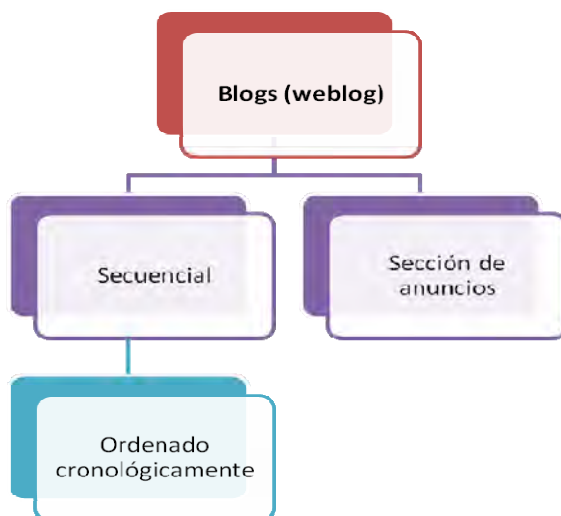 Blogs (weblog)
Secuencial
Sección de
anuncios
Ordenado
cronológicamente